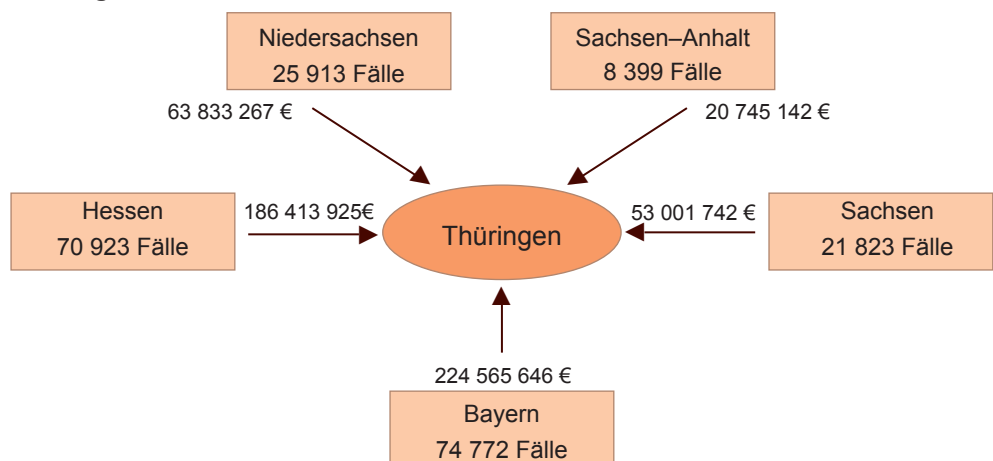 Niedersachsen
25 913 Fälle
Sachsen–Anhalt
8 399 Fälle
63 833 267 €
20 745 142 €
Hessen
70 923 Fälle
186 413 925€
Thüringen
53 001 742 €
Sachsen
21 823 Fälle
224 565 646 €
Bayern
74 772 Fälle